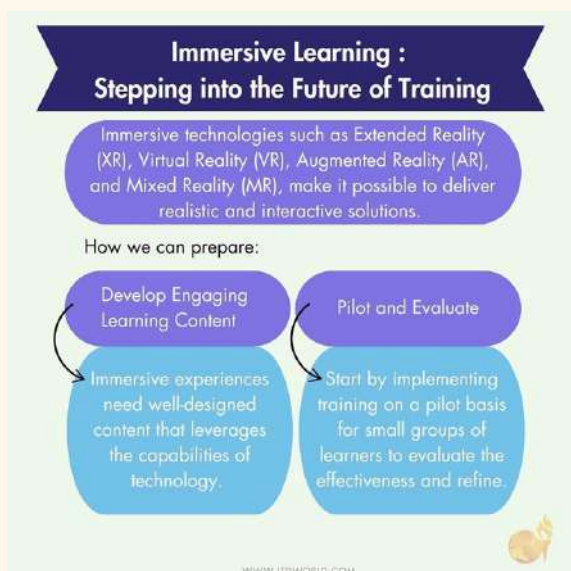 Immersive Learning :
Stepping into the Future of Training
Immersive technologies such as Extended Reality
(XR), Virtual Reality (VR), Augmented Reality (AR),
and Mixed Reality (MR), make it possible to deliver
realistic and interactive solutions.
How we can prepare:
Develop Engaging
Learning Content
Immersive experiences
need well-designed
content that leverages
the capabilities of
technology.
Pilot and Evaluate
Start by implementing
training on a pilot basis
for small groups of
learners to evaluate the
effectiveness and refine.